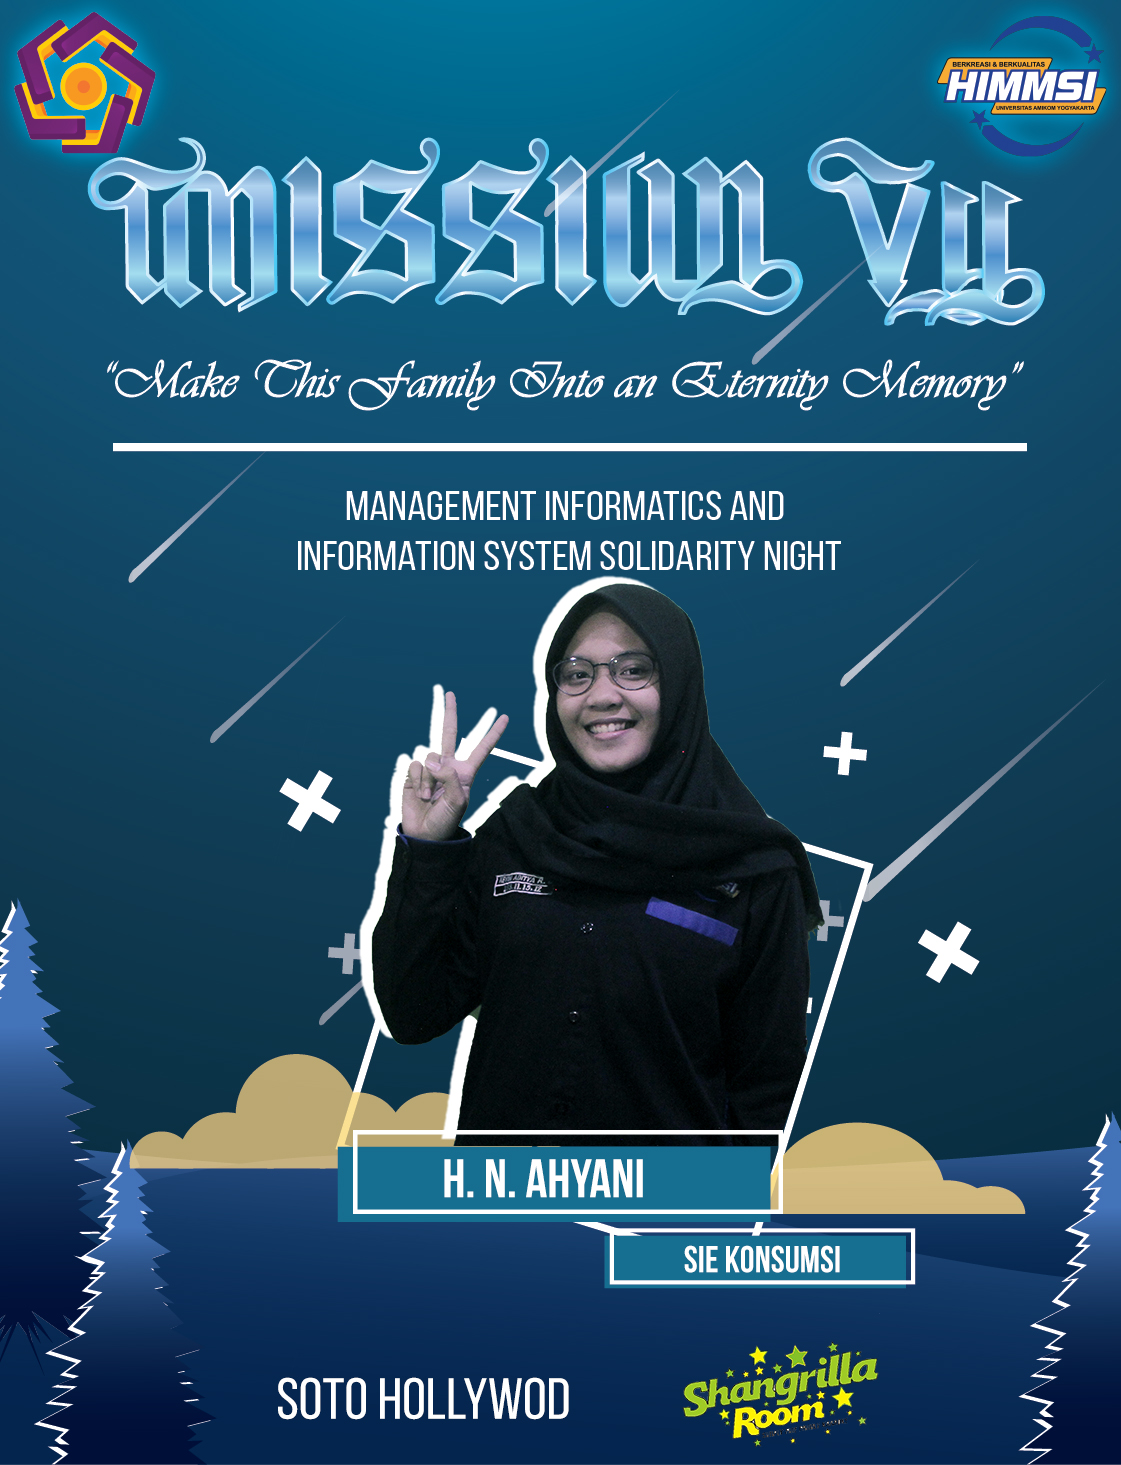 BERKREASI & BERKUALITAS
HIMMSI
UNIVERSITAS AMIKOM YOGYAKARTA
MISSION VII
“Make This Family Into an Eternity Memory”
MANAGEMENT INFORMATICS AND
INFORMATION SYSTEM SOLIDARITY NIGHT
ADITYA R.
H. N. AHYANI
SIE KONSUMSI
SOTO HOLLYWOD
Shangrilla
Room